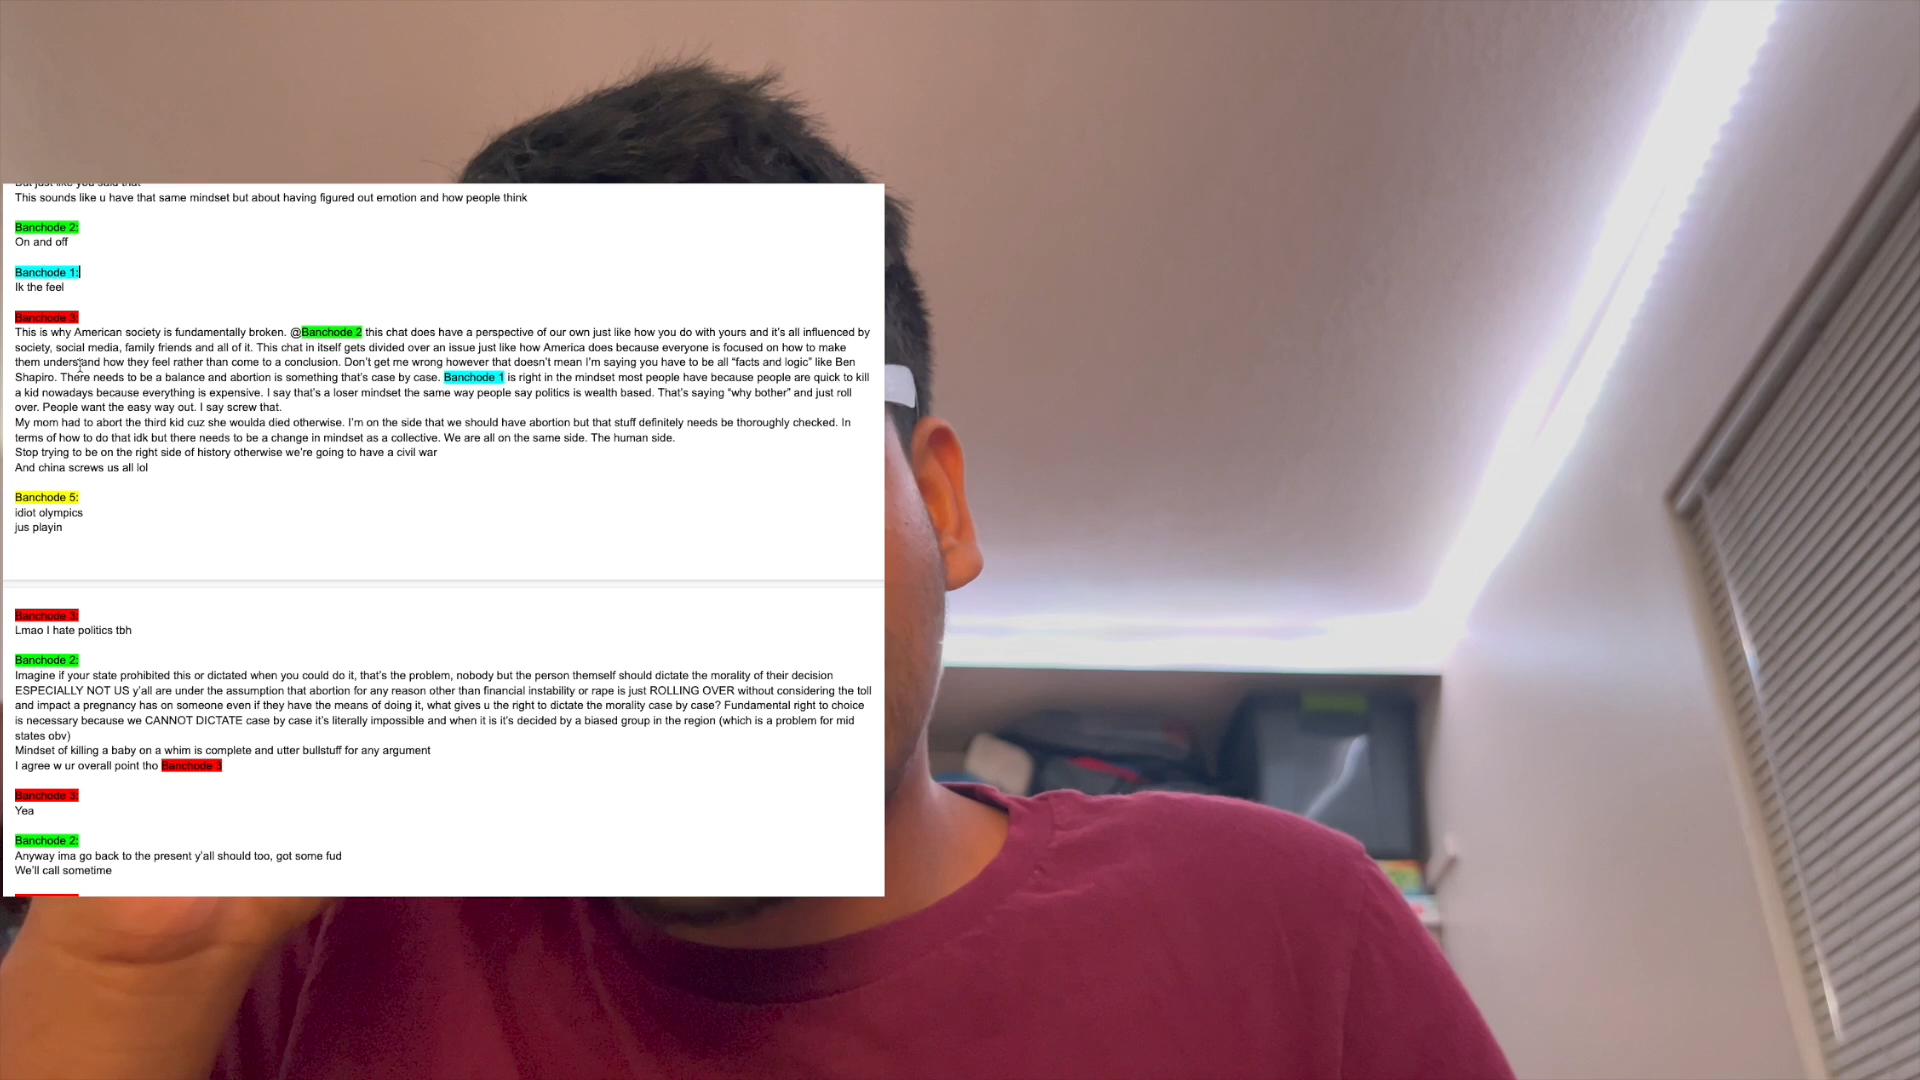 But just like you said that
This sounds like u have that same mindset but about having figured out emotion and how people think
Banchode 2:
On and off
Banchode 1:
Ik the feel
Banchode 3:
This is why American society is fundamentally broken. @Banchode 2 this chat does have a perspective of our own just like how you do with yours and it’s all influenced by
society, social media, family friends and all of it. This chat in itself gets divided over an issue just like how America does because everyone is focused on how to make
them understand how they feel rather than come to a conclusion. Don’t get me wrong however that doesn’t mean I’m saying you have to be all “facts and logic” like Ben
Shapiro. There needs to be a balance and abortion is something that’s case by case. Banchode 1 is right in the mindset most people have because people are quick to kill
a kid nowadays because everything is expensive. I say that’s a loser mindset the same way people say politics is wealth based. That’s saying “why bother” and just roll
over. People want the easy way out. I say screw that.
My mom had to abort the third kid cuz she woulda died otherwise. I’m on the side that we should have abortion but that stuff definitely needs be thoroughly checked. In
terms of how to do that idk but there needs to be a change in mindset as a collective. We are all on the same side. The human side.
Stop trying to be on the right side of history otherwise we’re going to have a civil war
And china screws us all lol
Banchode 5:
idiot olympics
jus playin
Banchode 3:
Lmao I hate politics tbh
Banchode 2:
Imagine if your state prohibited this or dictated when you could do it, that’s the problem, nobody but the person themself should dictate the morality of their decision
ESPECIALLY NOT US y’all are under the assumption that abortion for any reason other than financial instability or rape is just ROLLING OVER without considering the toll
and impact a pregnancy has on someone even if they have the means of doing it, what gives u the right to dictate the morality case by case? Fundamental right to choice
is necessary because we CANNOT DICTATE case by case it’s literally impossible and when it is it’s decided by a biased group in the region (which is a problem for mid
states obv)
Mindset of killing a baby on a whim is complete and utter bullstuff for any argument
I agree w ur overall point tho Banchode 3
Banchode 3:
Yea
Banchode 2:
Anyway ima go back to the present y’all should too, got some fud
We’ll call sometime